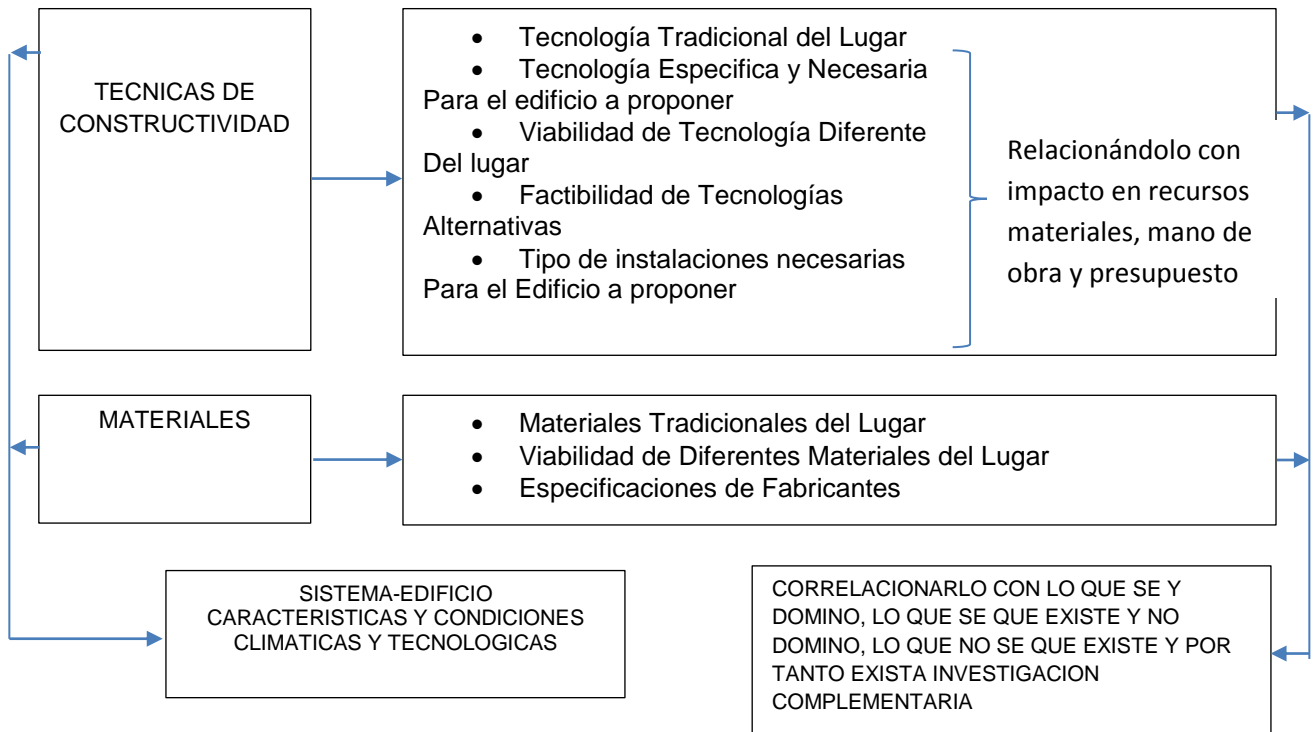 TECNICAS DE
CONSTRUCTIVIDAD
• Tecnología Tradicional del Lugar
• Tecnología Especifica y Necesaria
Para el edificio a proponer
• Viabilidad de Tecnología Diferente
Del lugar
• Factibilidad de Tecnologías
Alternativas
• Tipo de instalaciones necesarias
Para el Edificio a proponer
Relacionándolo con
impacto en recursos
materiales, mano de
obra y presupuesto
MATERIALES
• Materiales Tradicionales del Lugar
• Viabilidad de Diferentes Materiales del Lugar
• Especificaciones de Fabricantes
SISTEMA-EDIFICIO
CARACTERISTICAS Y CONDICIONES
CLIMATICAS Y TECNOLOGICAS
CORRELACIONARLO CON LO QUE SE Y
DOMINO, LO QUE SE QUE EXISTE Y NO
DOMINO, LO QUE NO SE QUE EXISTE Y POR
TANTO EXISTA INVESTIGACION
COMPLEMENTARIA